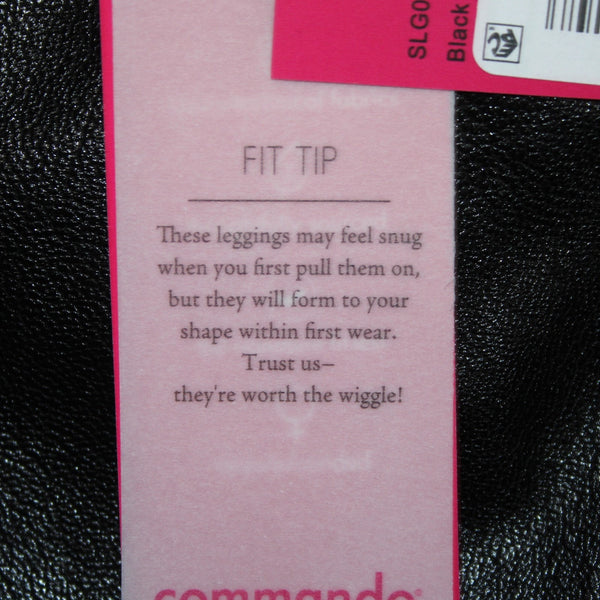 SLG0
Black
FIT TIP
These leggings may feel snug
when you first pull them on,
but they will form to your
shape within first wear.
Trust us–
they're worth the wiggle!
commando®